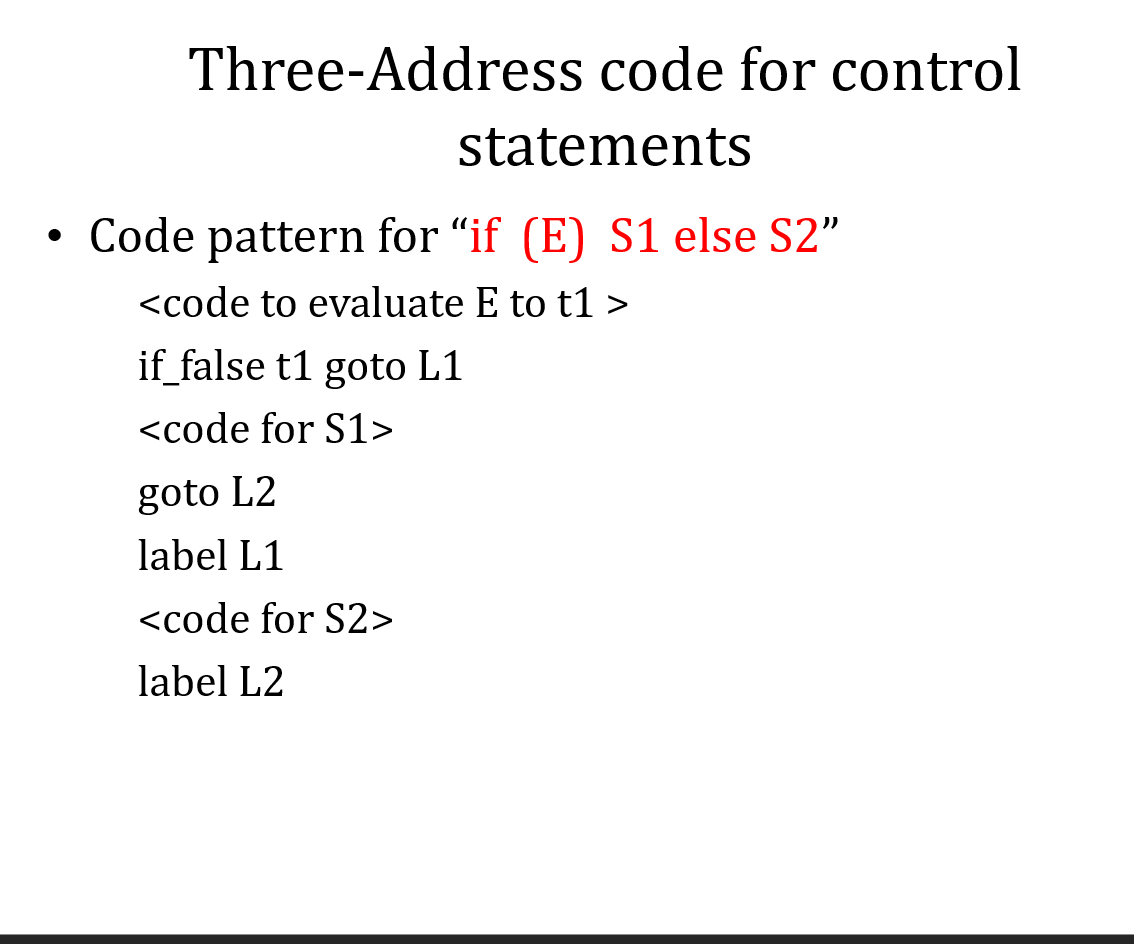 Three-Address code for control
statements
• Code pattern for “if (E) S1 else S2”
<code to evaluate E to t1 >
if_false t1 goto L1
<code for S1>
goto L2
label L1
<code for S2>
label L2